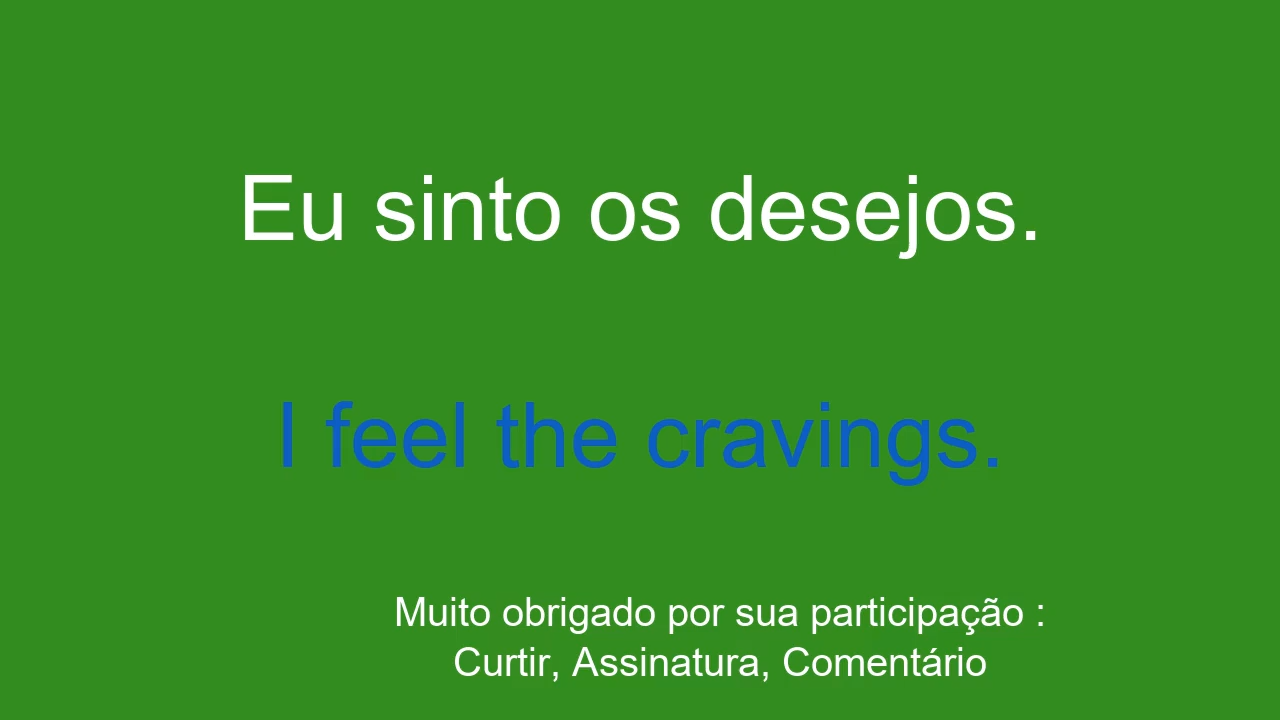 Eu sinto os desejos.
I feel the cravings.
Muito obrigado por sua participação :
Curtir, Assinatura, Comentário